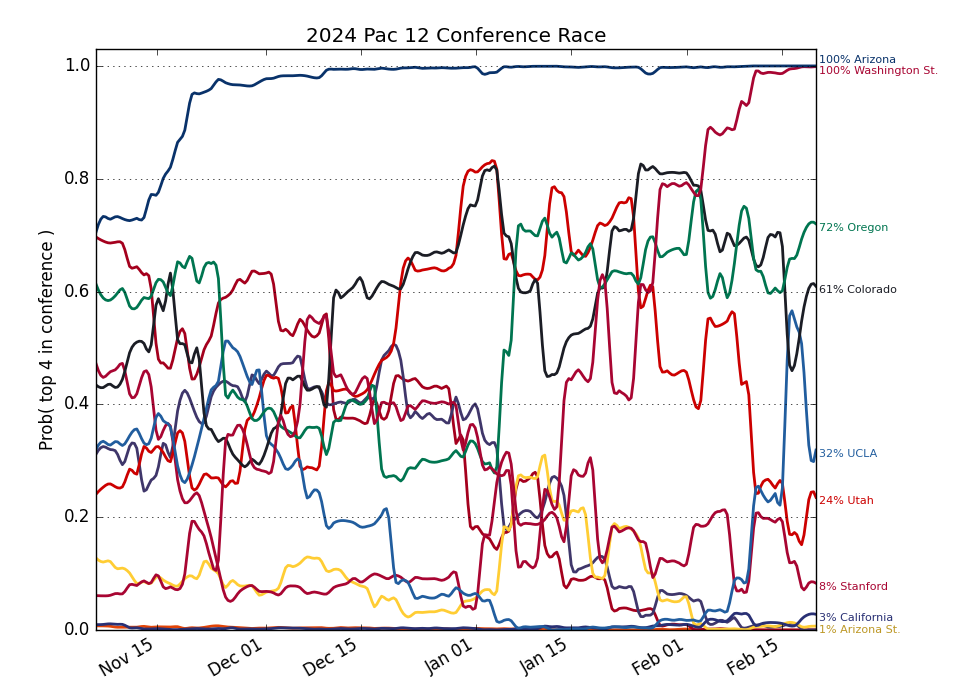 2024 Pac 12 Conference Race
Prob( top 4 in conference )
1.0
0.8
0.6
0.4
0.2
0.0
Nov 15
Dec 01
Dec 15
Jan 01
Jan 15
Feb 01
Feb 15
100% Arizona
100% Washington St.
72% Oregon
61% Colorado
32% UCLA
24% Utah
8% Stanford
3% California
1% Arizona St.